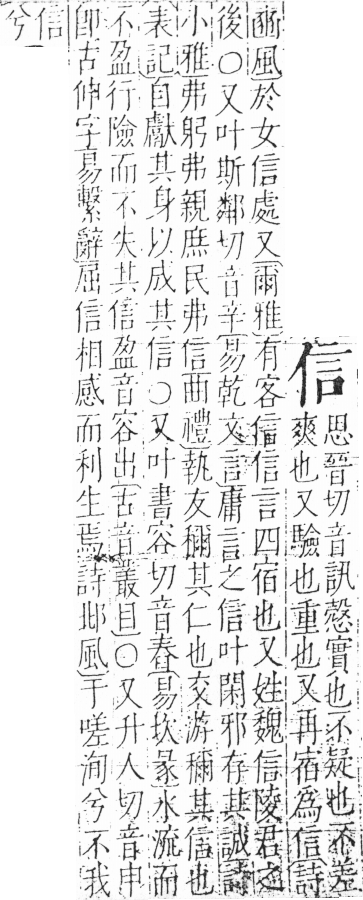 信
思晉切音訊慤實也不疑也不差
爽也又驗也重也又再宿為信詩
豳風於女信處又爾雅有客信信言四宿也又姓魏信陵君之
後○又叶斯鄰切音辛易乾文言庸言之信叶閑邪存其誠詩
小雅弗躬弗親庶民弗信曲禮執友稱其仁也交游稱其信也
表記自獻其身以成其信○又叶書容切音舂易坎彖水流而
不盈行險而不失其信盈音容出古音叢目○又升人切音申
即古伸字易繫辭屈信相感而利生焉詩邶風于嗟洵兮不我
信
兮